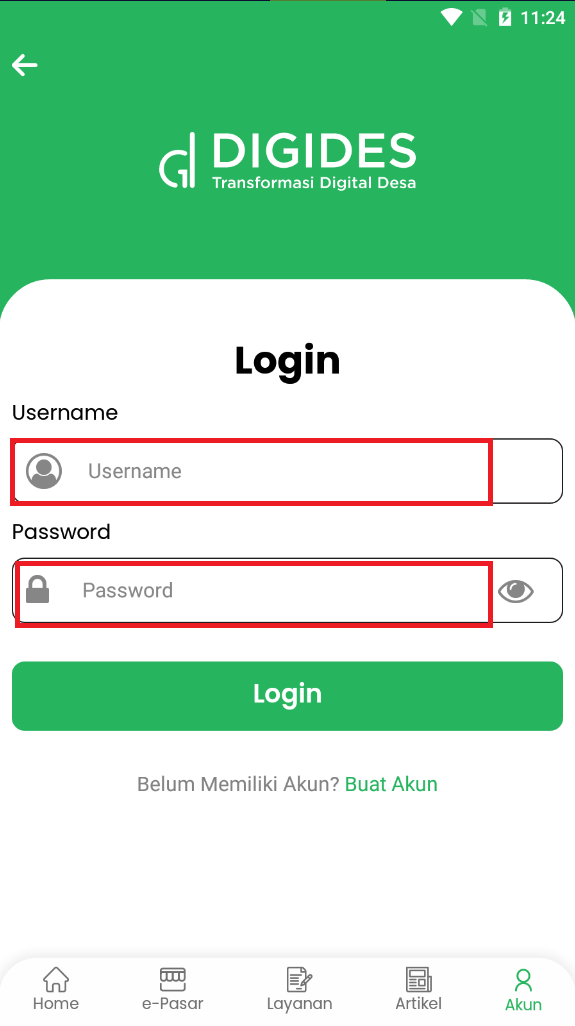 11:24
DIGIDES
Transformasi Digital Desa
Login
Username
Username
Password
Password
Login
Belum Memiliki Akun? Buat Akun
Home e-Pasar Layanan Artikel Akun